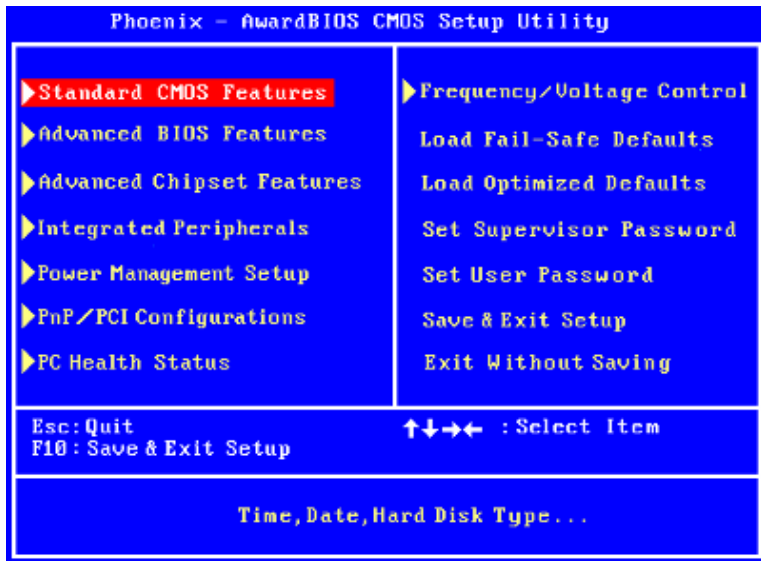 Phoenix - AwardBIOS CMOS Setup Utility
Standard CMOS Features
Advanced BIOS Features
Advanced Chipset Features
Integrated Peripherals
Power Management Setup
PnP/PCI Configurations
PC Health Status
Frequency/Voltage Control
Load Fail-Safe Defaults
Load Optimized Defaults
Set Supervisor Password
Set User Password
Save & Exit Setup
Exit Without Saving
Esc:Quit
F10:Save & Exit Setup
↑↓→← :Select Item
Time,Date,Hard Disk Type...